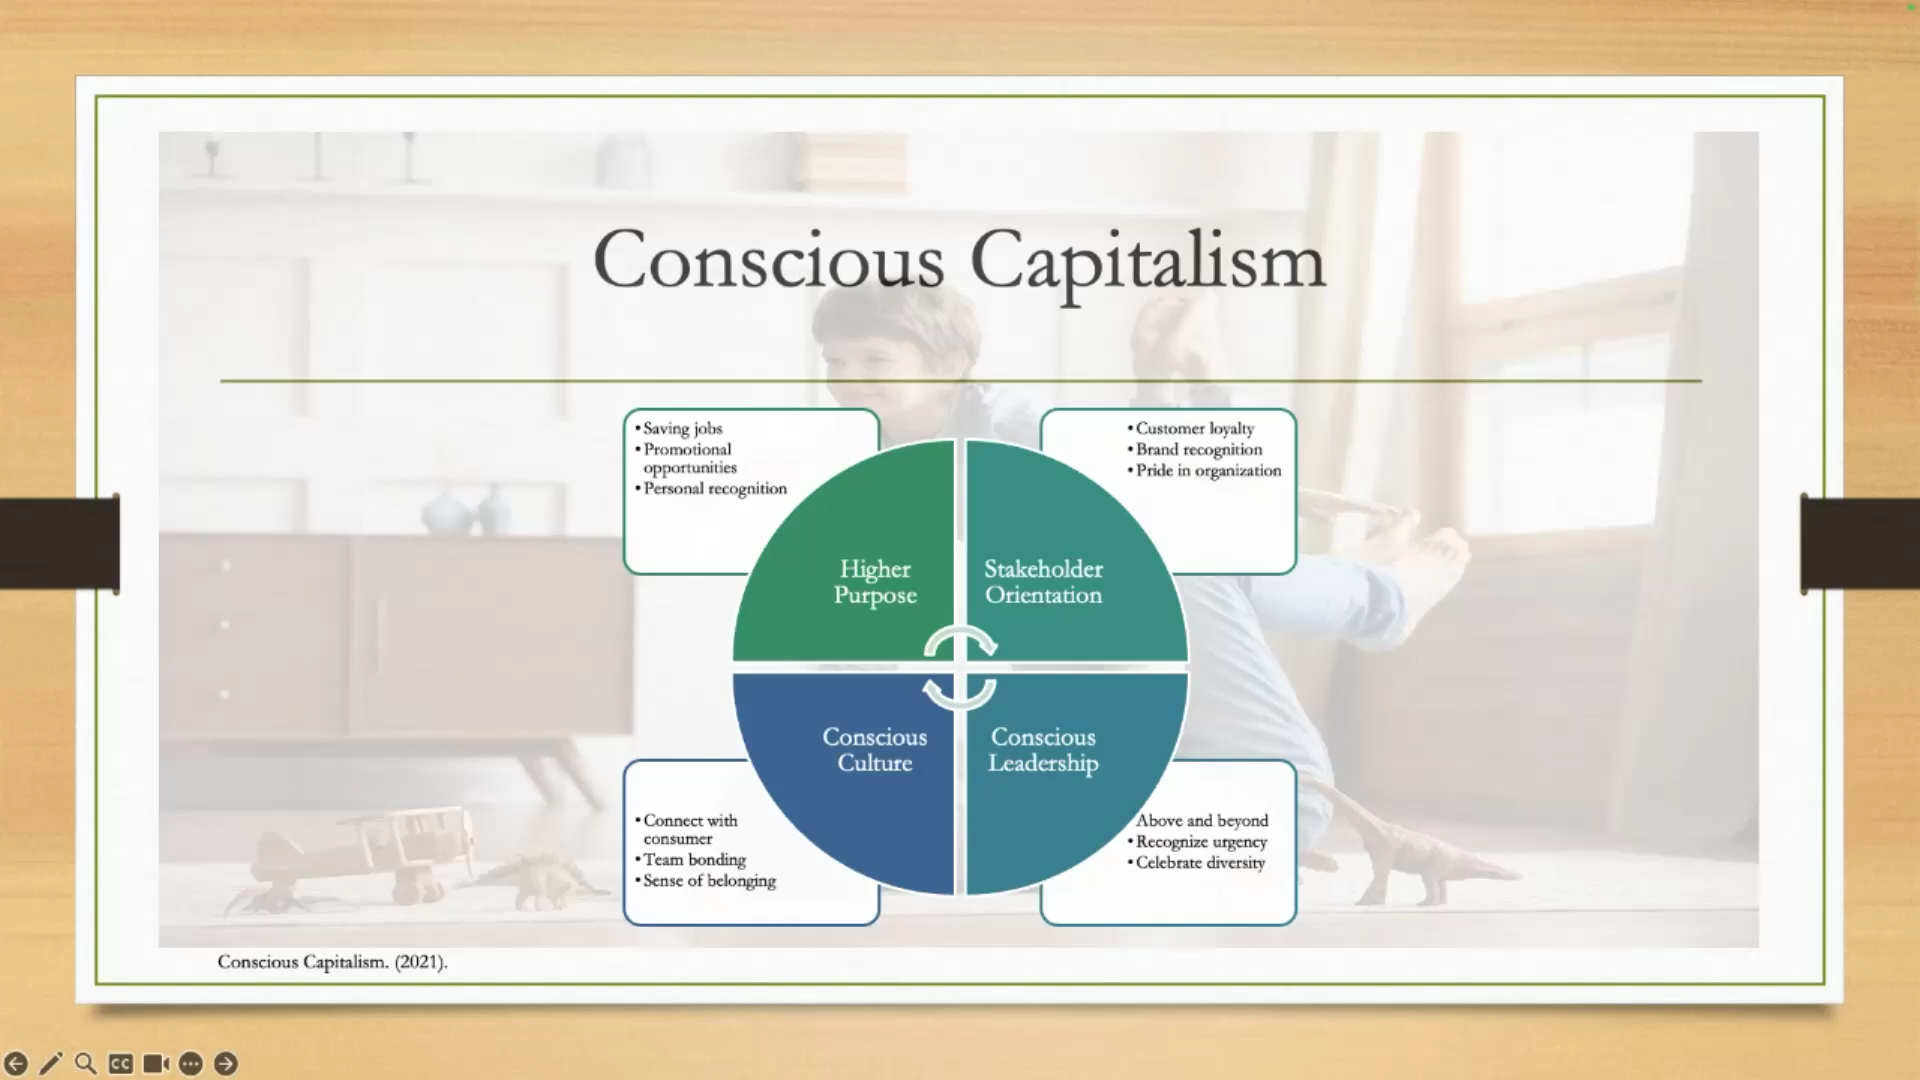 Conscious Capitalism
• Saving jobs
• Promotional
opportunities
• Personal recognition
• Customer loyalty
• Brand recognition
• Pride in organization
Higher
Purpose
Stakeholder
Orientation
Conscious
Culture
Conscious
Leadership
• Connect with
consumer
• Team bonding
• Sense of belonging
Above and beyond
• Recognize urgency
• Celebrate diversity
Conscious Capitalism. (2021).
CC